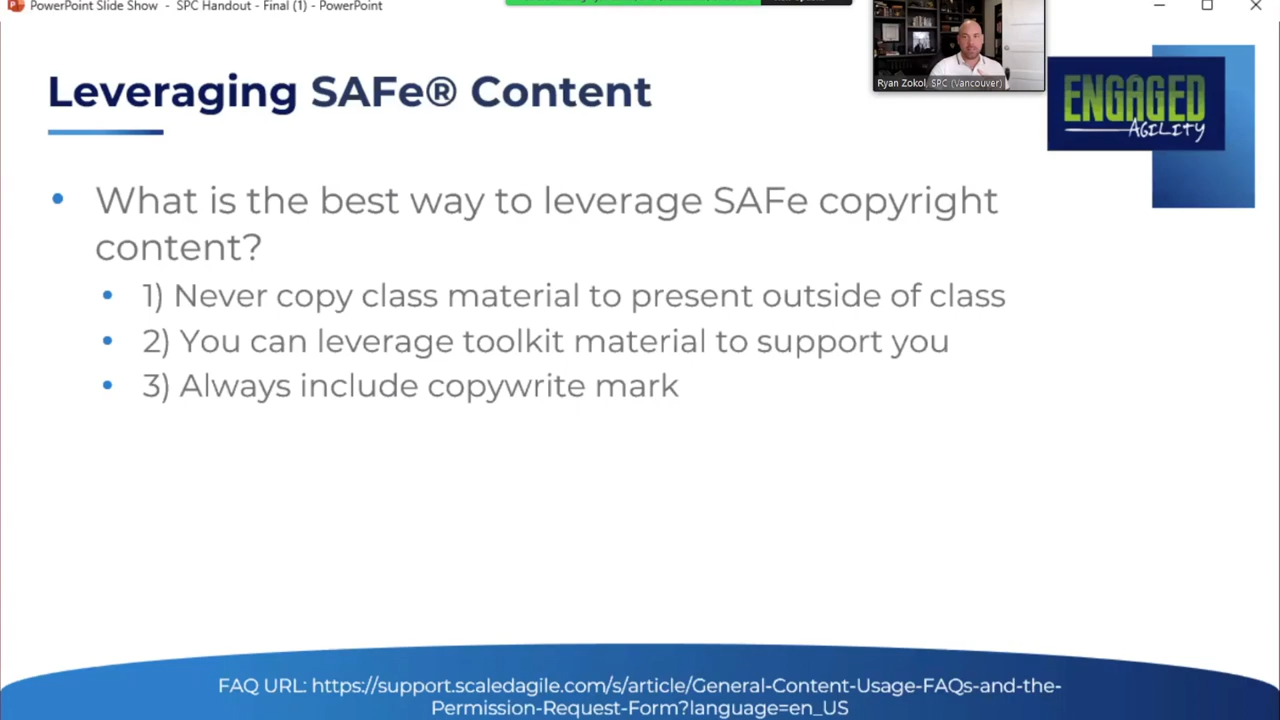 PowerPoint Slide Show - SPC Handout - Final (1) - PowerPoint
Ryan Zokol, SPC (Vancouver)
Leveraging SAFe® Content
ENGAGED
AGILITY
• What is the best way to leverage SAFe copyright
content?
• 1) Never copy class material to present outside of class
• 2) You can leverage toolkit material to support you
• 3) Always include copywrite mark
FAQ URL: https://support.scaledagile.com/s/article/General-Content-Usage-FAQs-and-the-
Permission-Request-Form?language=en_US